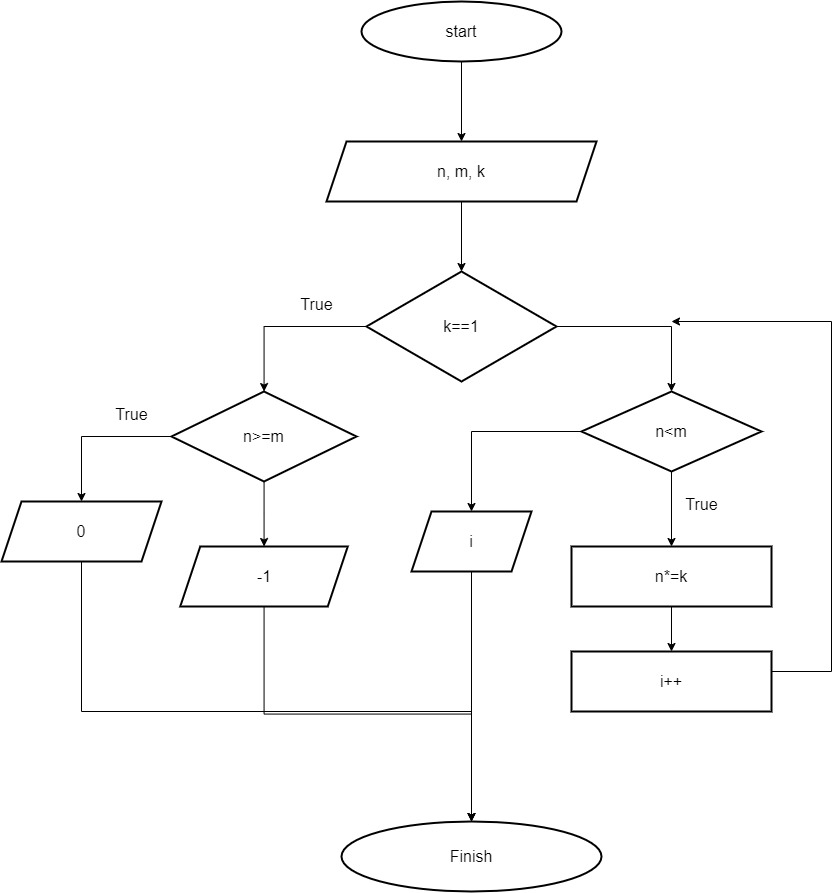 start
n, m, k
True
k==1
True
n>=m
n<m
True
0
i
-1
n*=k
i++
Finish